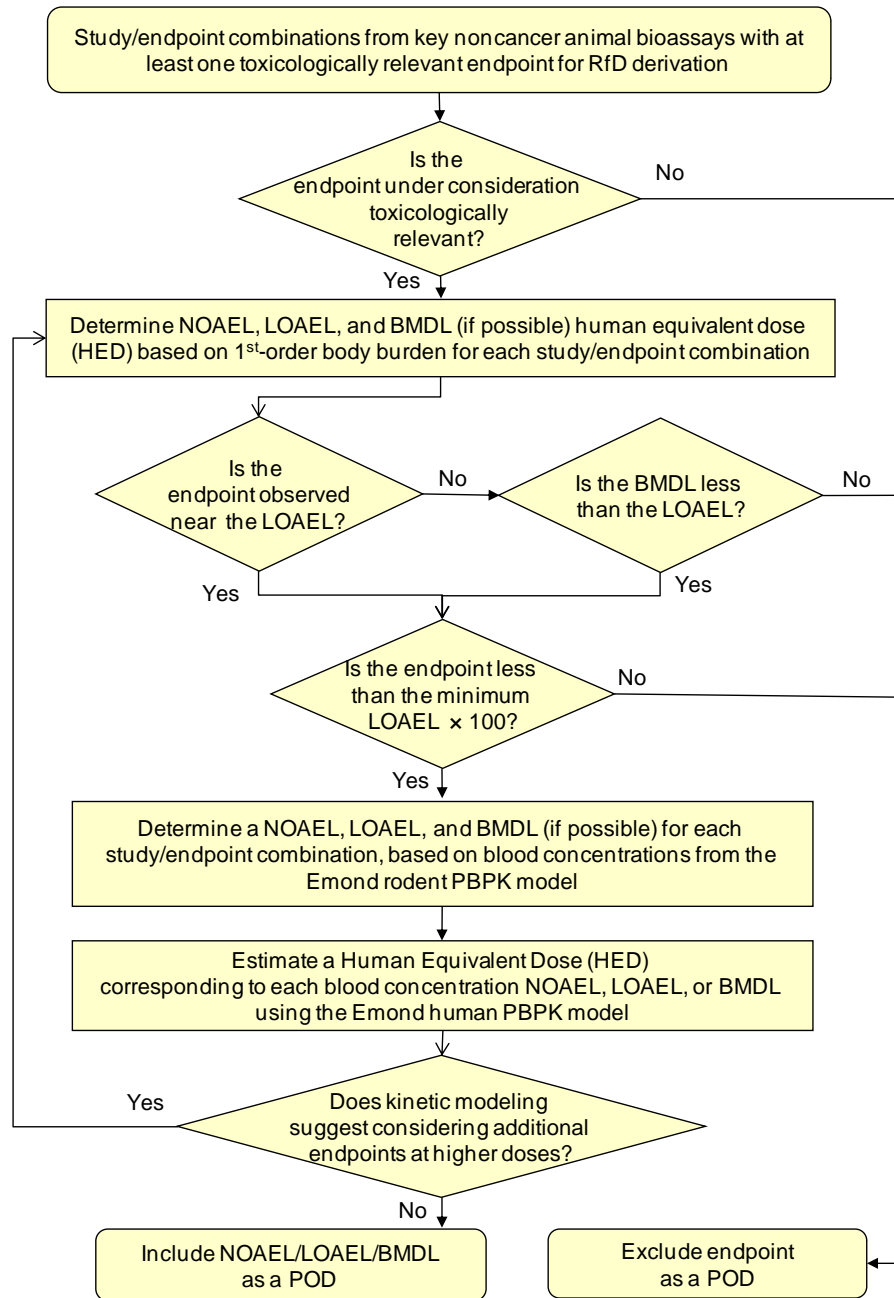 Study/endpoint combinations from key noncancer animal bioassays with at
least one toxicologically relevant endpoint for RfD derivation
Is the
endpoint under consideration
toxicologically
relevant?
No
Yes
Determine NOAEL, LOAEL, and BMDL (if possible) human equivalent dose
(HED) based on 1st-order body burden for each study/endpoint combination
Is the
endpoint observed
near the LOAEL?
No
Is the BMDL less
than the LOAEL?
No
Yes
Yes
Is the endpoint less
than the minimum
LOAEL × 100?
No
Yes
Determine a NOAEL, LOAEL, and BMDL (if possible) for each
study/endpoint combination, based on blood concentrations from the
Emond rodent PBPK model
Estimate a Human Equivalent Dose (HED)
corresponding to each blood concentration NOAEL, LOAEL, or BMDL
using the Emond human PBPK model
Yes
Does kinetic modeling
suggest considering additional
endpoints at higher doses?
No
Include NOAEL/LOAEL/BMDL
as a POD
Exclude endpoint
as a POD